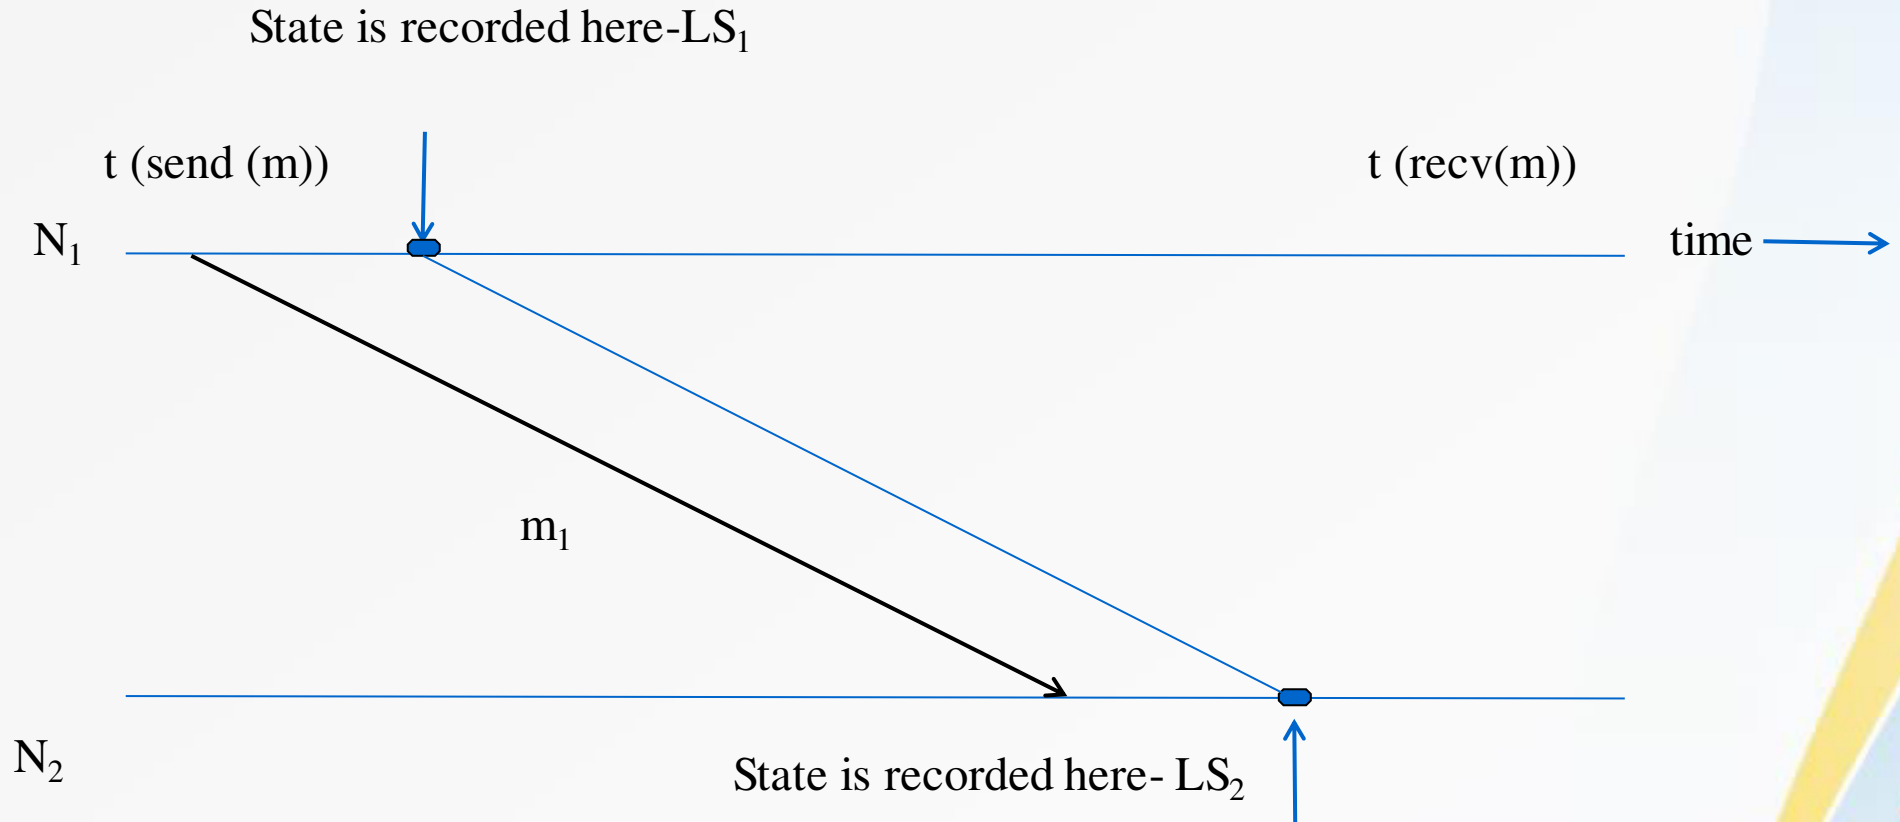 State is recorded here-LS₁
t (send (m))
t (recv(m))
N₁
time
m₁
N₂
State is recorded here- LS₂